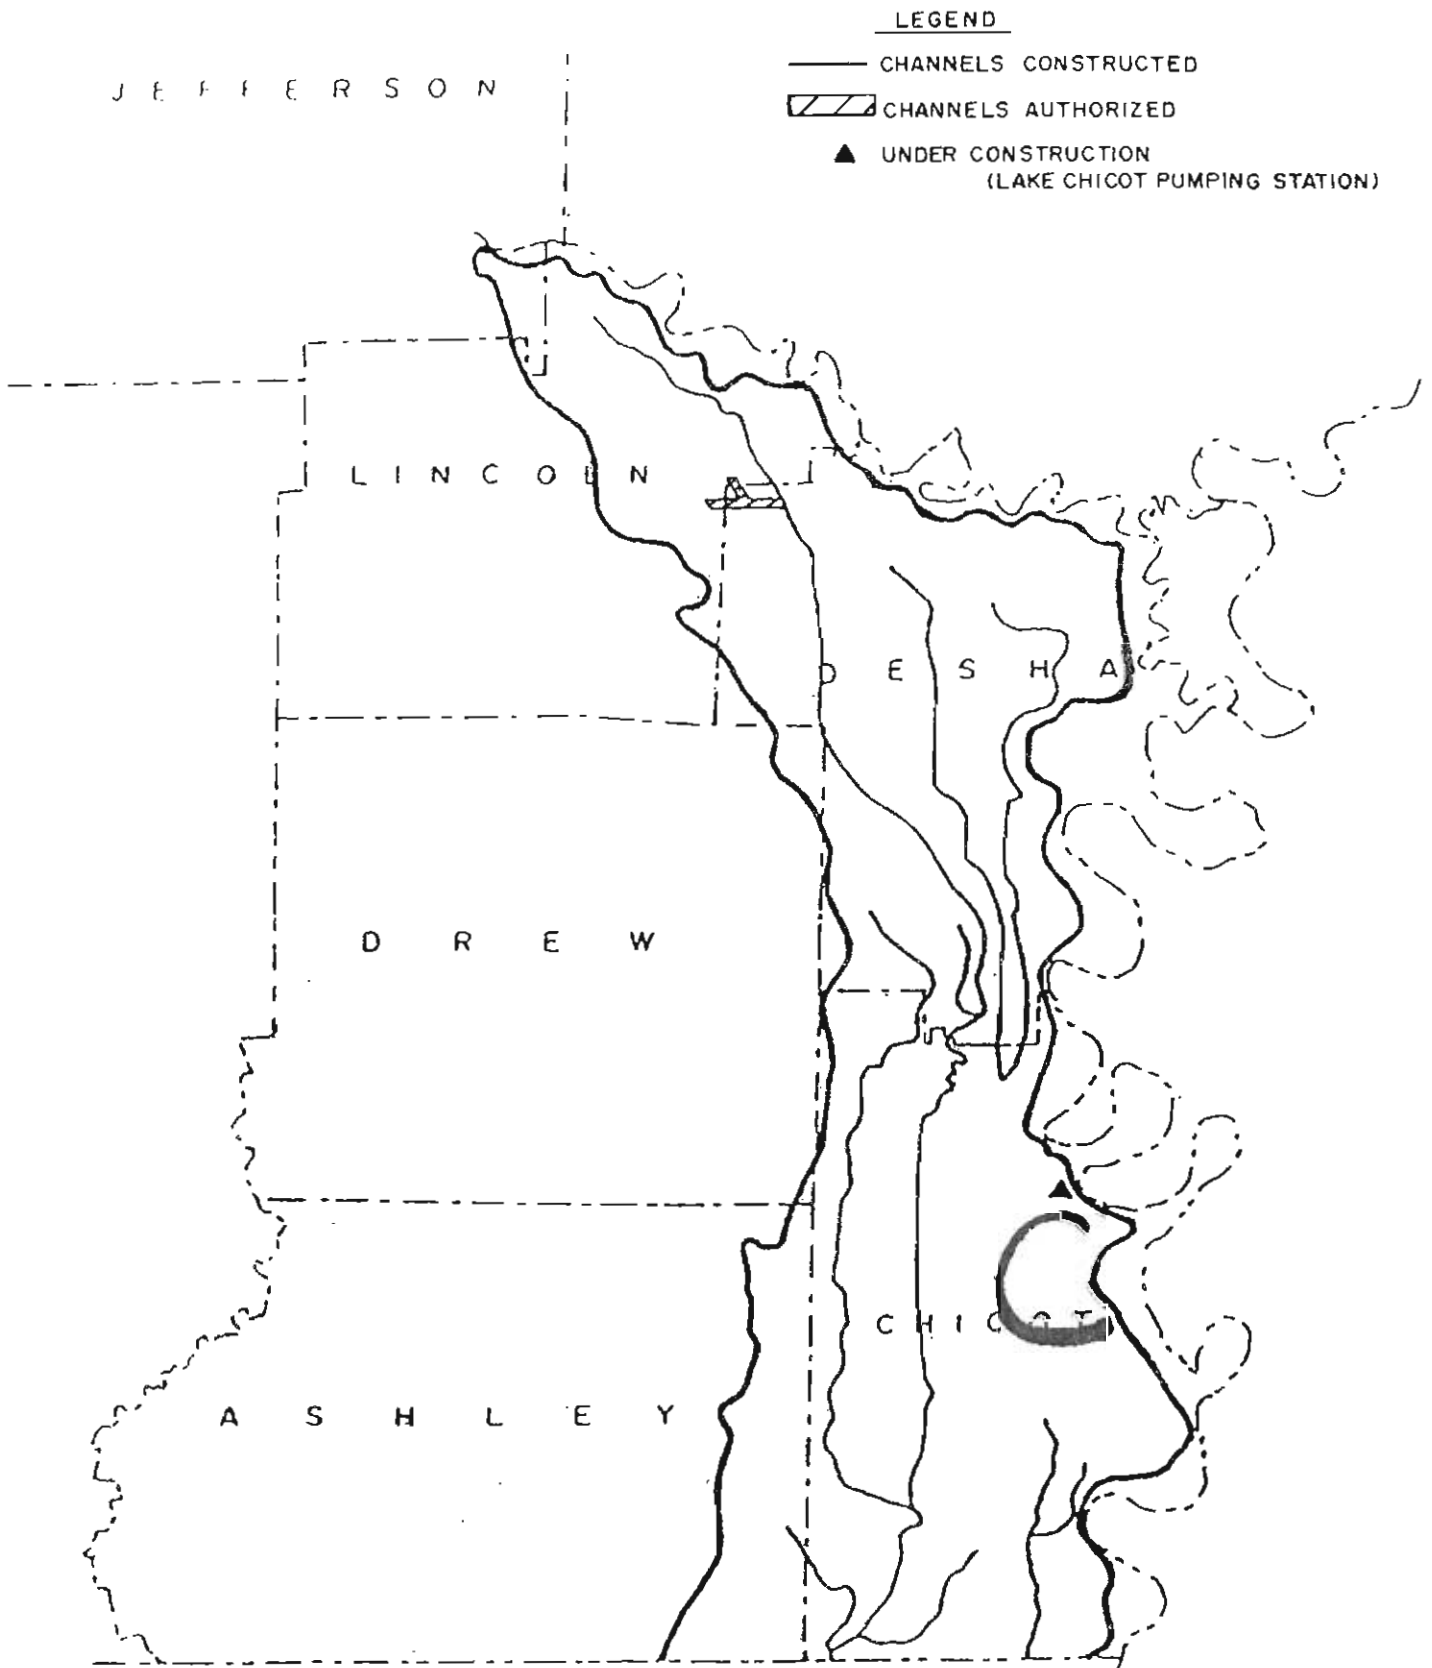 LEGEND
CHANNELS CONSTRUCTED
CHANNELS AUTHORIZED
UNDER CONSTRUCTION
(LAKE CHICOT PUMPING STATION)
JEFFERSON
LINCOLN
DESHA
DREW
CHICOT
ASHLEY